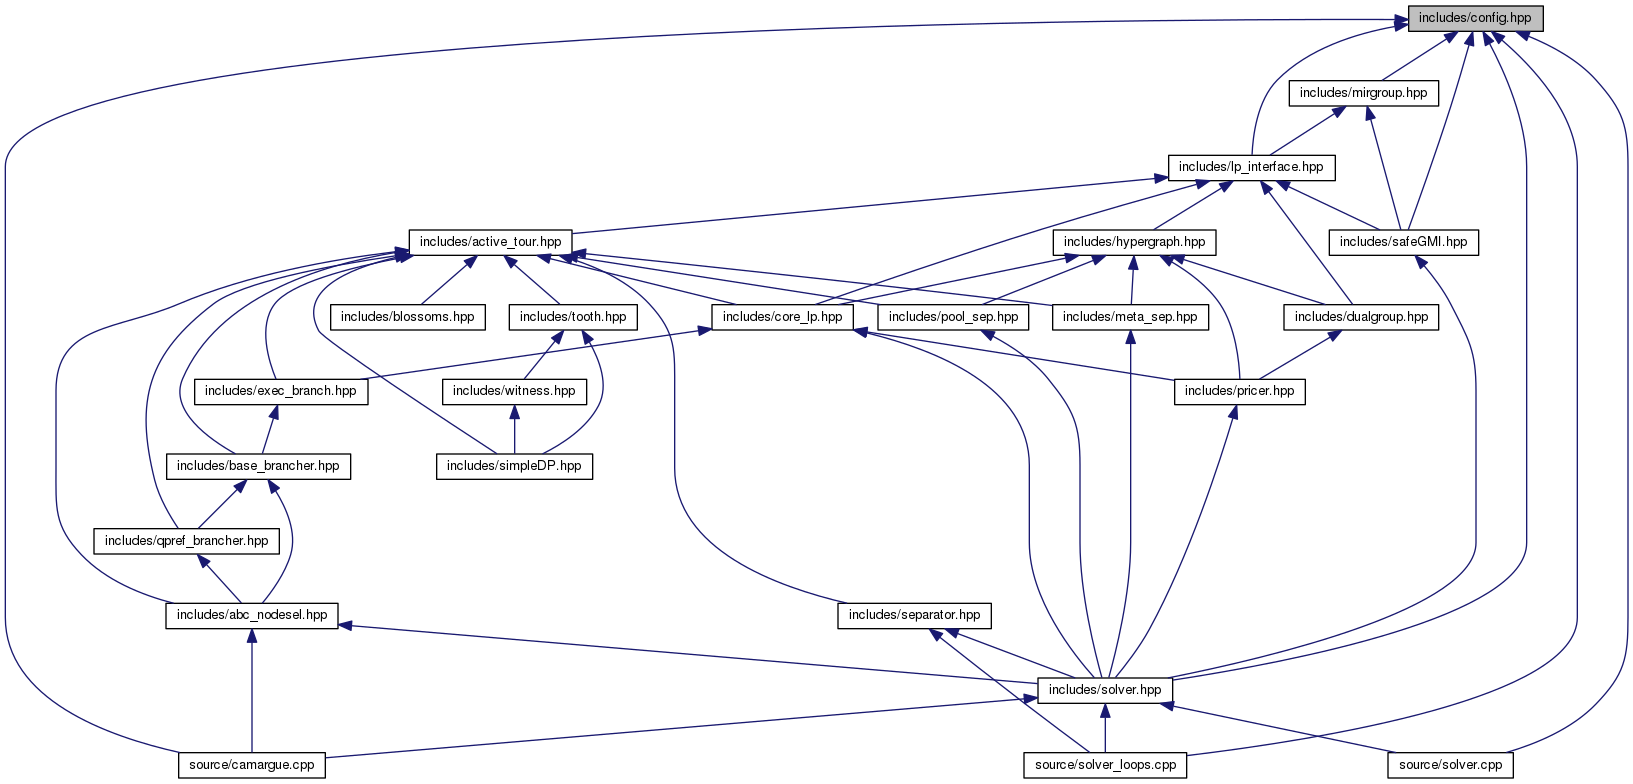 includes/config.hpp
includes/mirgroup.hpp
includes/lp_interface.hpp
includes/active_tour.hpp
includes/hypergraph.hpp
includes/safeGMI.hpp
includes/blossoms.hpp
includes/tooth.hpp
includes/core_lp.hpp
includes/pool_sep.hpp
includes/meta_sep.hpp
includes/dualgroup.hpp
includes/exec_branch.hpp
includes/witness.hpp
includes/pricer.hpp
includes/base_brancher.hpp
includes/simpleDP.hpp
includes/qpref_brancher.hpp
includes/abc_nodesel.hpp
includes/separator.hpp
includes/solver.hpp
source/camargue.cpp
source/solver_loops.cpp
source/solver.cpp